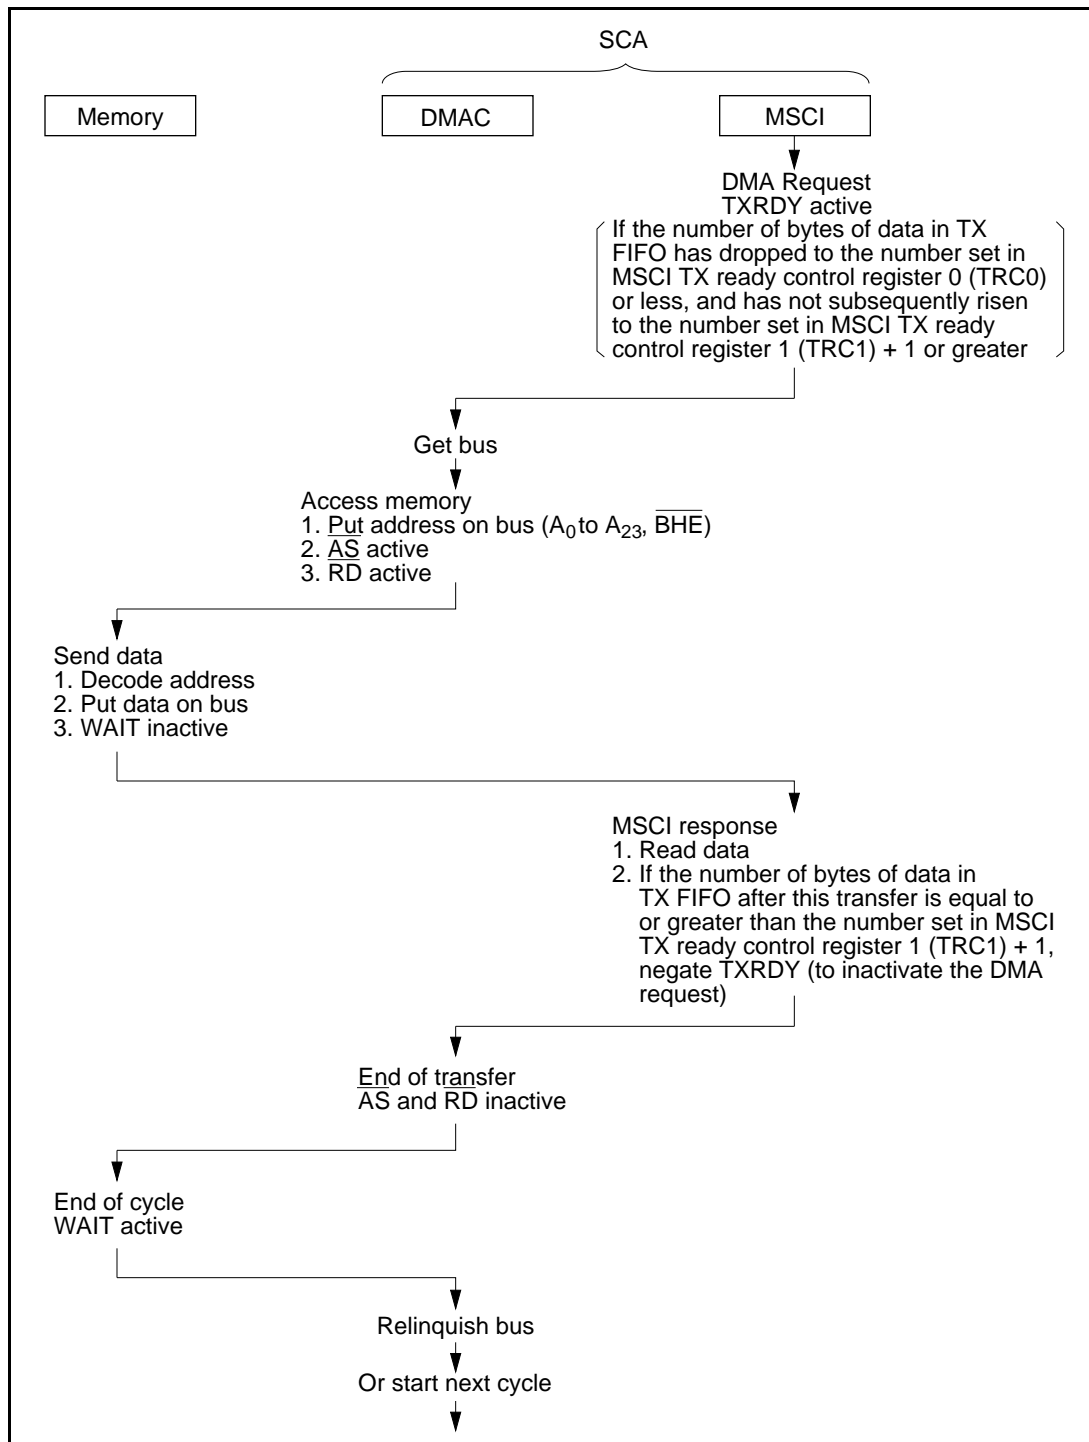 SCA
Memory
DMAC
MSCI
DMA Request
TXRDY active
If the number of bytes of data in TX
FIFO has dropped to the number set in
MSCI TX ready control register 0 (TRC0)
or less, and has not subsequently risen
to the number set in MSCI TX ready
control register 1 (TRC1) + 1 or greater
Get bus
Access memory
1. Put address on bus (A0 to A23, B̅H̅E̅)
2. A̅S̅ active
3. R̅D̅ active
Send data
1. Decode address
2. Put data on bus
3. WAIT inactive
MSCI response
1. Read data
2. If the number of bytes of data in
TX FIFO after this transfer is equal to
or greater than the number set in MSCI
TX ready control register 1 (TRC1) + 1,
negate TXRDY (to inactivate the DMA
request)
End of transfer
A̅S̅ and R̅D̅ inactive
End of cycle
WAIT active
Relinquish bus
Or start next cycle